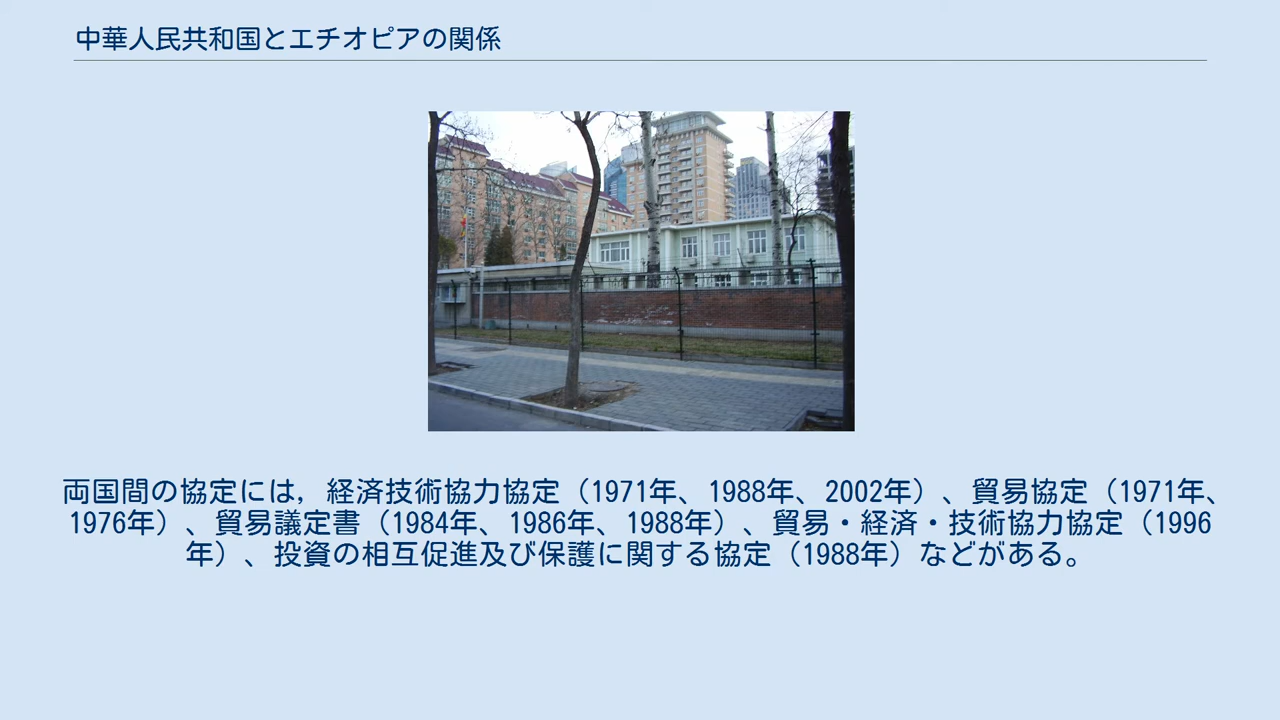 中華人民共和国とエチオピアの関係
両国間の協定には，経済技術協力協定（1971年、1988年、2002年）、貿易協定（1971年、
1976年）、貿易議定書（1984年、1986年、1988年）、貿易・経済・技術協力協定（1996
年）、投資の相互促進及び保護に関する協定（1988年）などがある。